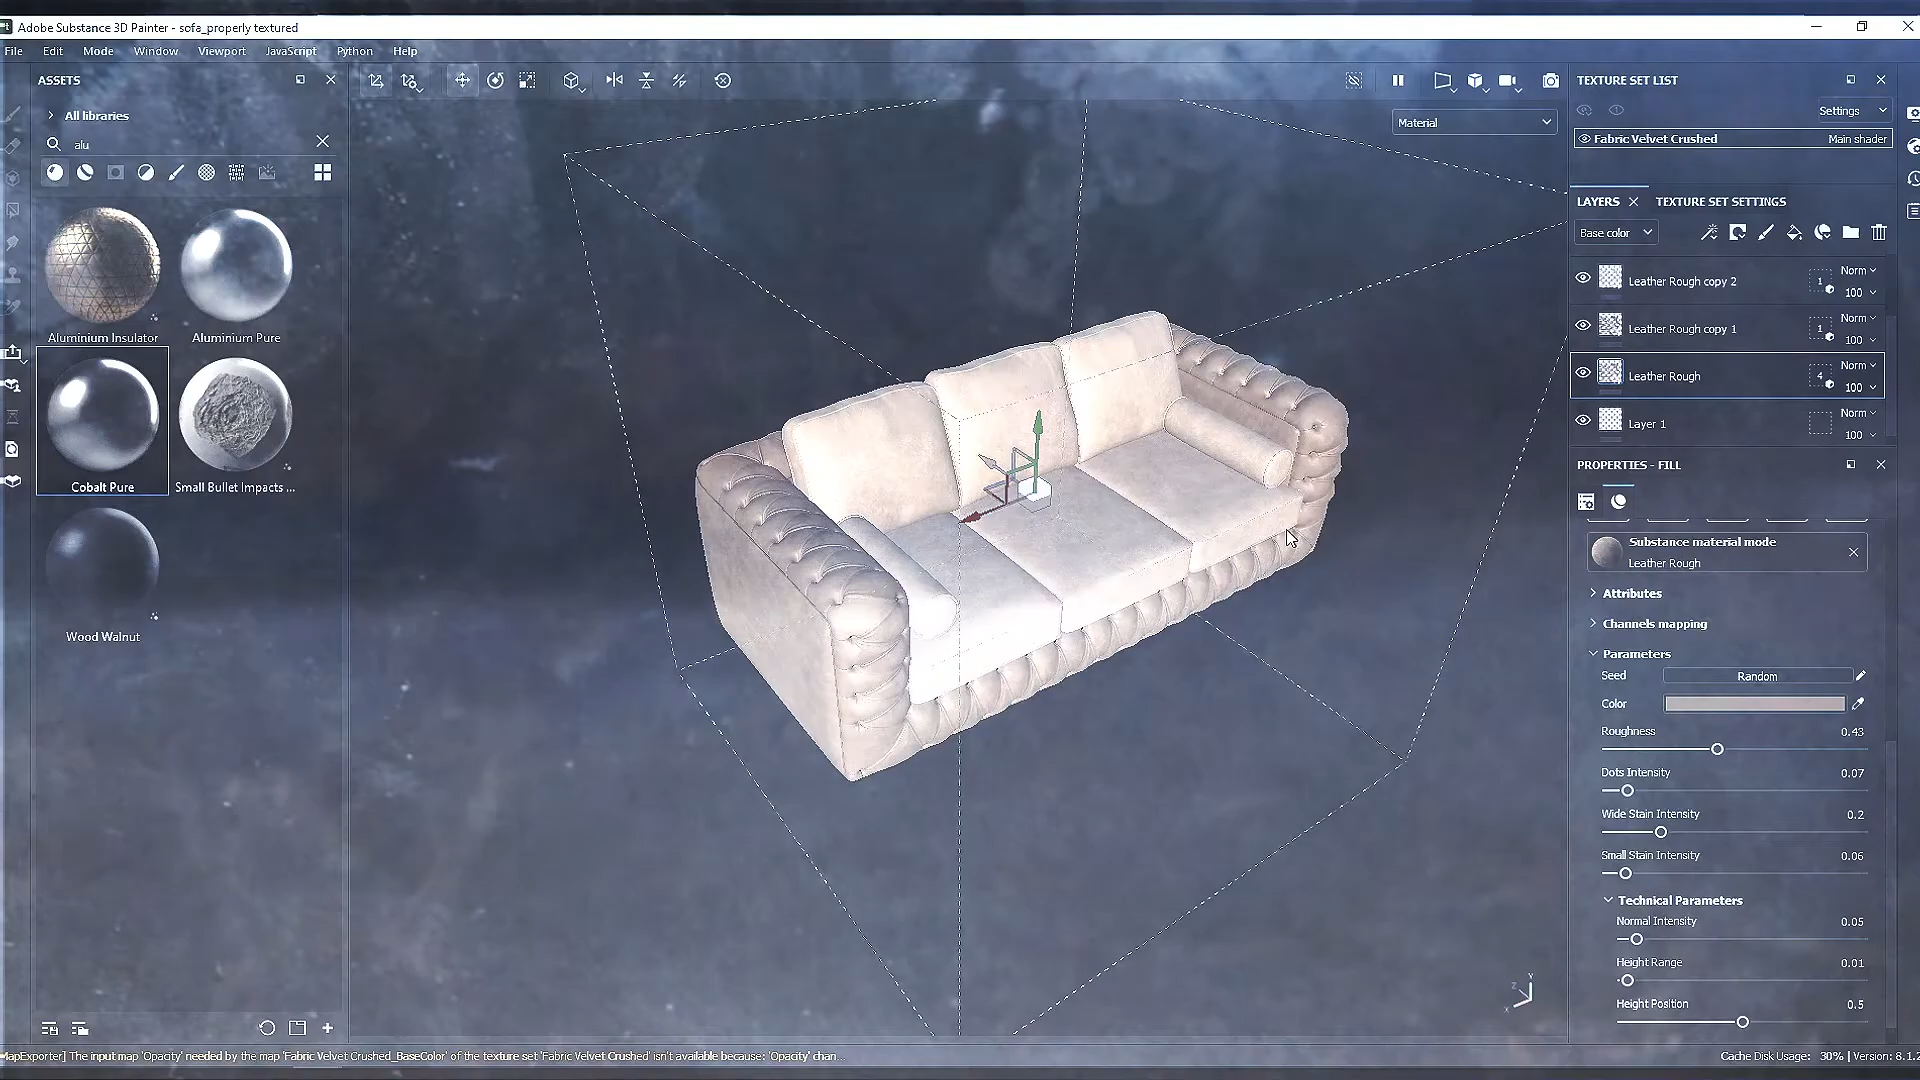 Adobe Substance 3D Painter - sofa_properly textured
File Edit Mode Window Viewport JavaScript Python Help
ASSETS
All libraries
alu
Aluminium Insulator
Aluminium Pure
Cobalt Pure
Small Bullet Impacts ...
Wood Walnut
Material
TEXTURE SET LIST
Settings
Fabric Velvet Crushed Main shader
LAYERS TEXTURE SET SETTINGS
Base color
Leather Rough copy 2 1 Norm
100
Leather Rough copy 1 1 Norm
100
Leather Rough 4 Norm
100
Layer 1 Norm
100
PROPERTIES - FILL
Substance material mode
Leather Rough
Attributes
Channels mapping
Parameters
Seed Random
Color
Roughness 0.43
Dots Intensity 0.07
Wide Stain Intensity 0.2
Small Stain Intensity 0.06
Technical Parameters
Normal Intensity 0.05
Height Range 0.01
Height Position 0.5
Y
Z
X
MapExporter] The input map 'Opacity' needed by the map 'Fabric Velvet Crushed_BaseColor' of the texture set 'Fabric Velvet Crushed' isn't available because: 'Opacity' chan...
Cache Disk Usage: 30% | Version: 8.1.2